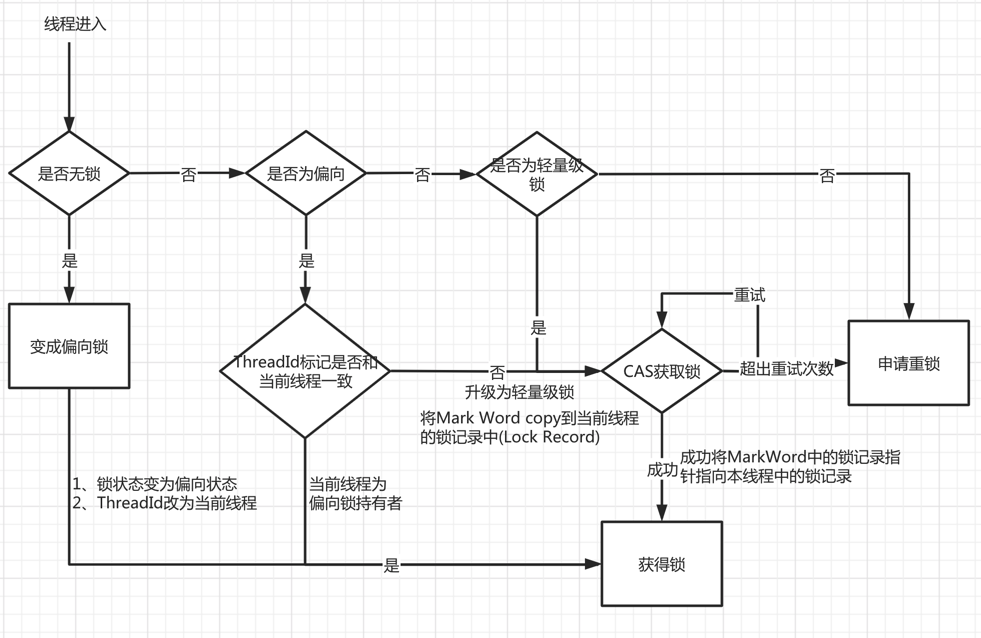 线程进入
是否无锁
否
是否为偏向
否
是否为轻量级
锁
否
是
是
是
变成偏向锁
ThreadId标记是否和
当前线程一致
否
升级为轻量级锁
将Mark Word copy到当前线程
的锁记录中(Lock Record)
重试
CAS获取锁
超出重试次数
申请重锁
1、锁状态变为偏向状态
2、ThreadId改为当前线程
当前线程为
偏向锁持有者
成功
成功将MarkWord中的锁记录指
针指向本线程中的锁记录
是
获得锁